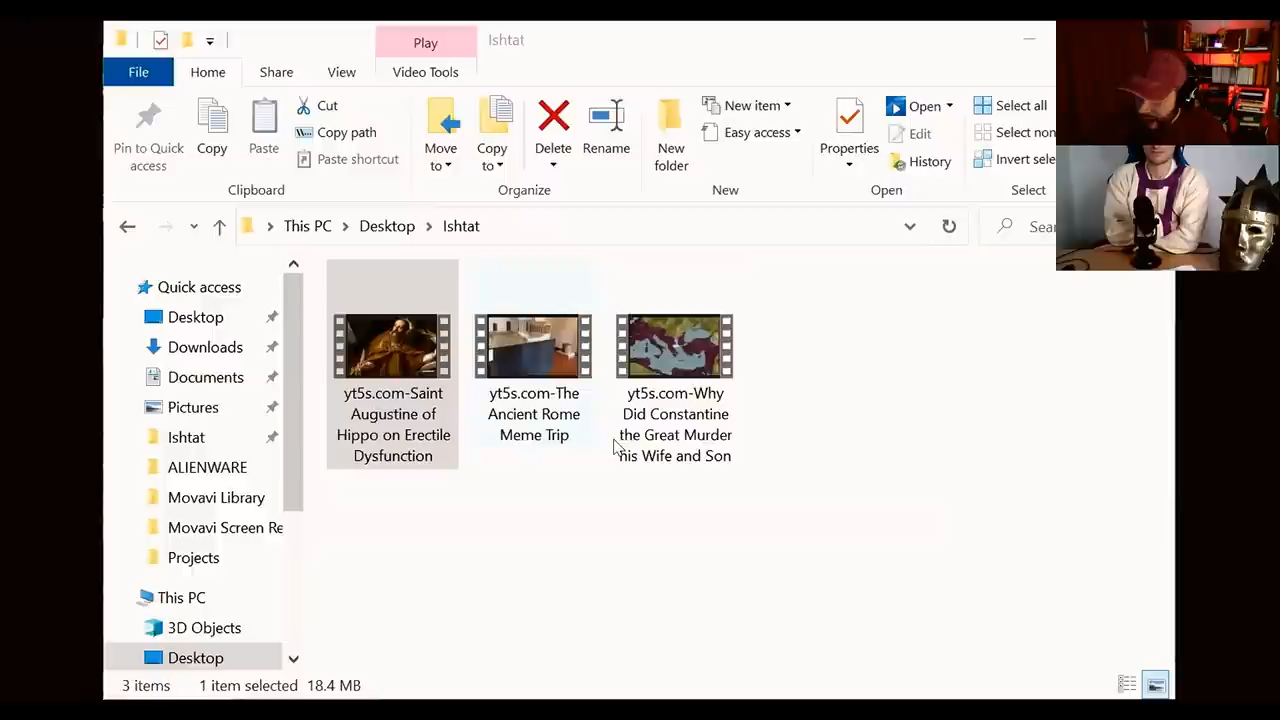 Play
Ishtat
File
Home
Share
View
Video Tools
Pin to Quick
access
Copy
Paste
Cut
Copy path
Paste shortcut
Clipboard
Move
to
Copy
to
Delete
Rename
Organize
New
folder
New item
Easy access
New
Properties
Open
Edit
History
Open
Select all
Select non
Invert sele
Select
This PC
Desktop
Ishtat
Sear
Quick access
Desktop
Downloads
Documents
Pictures
Ishtat
ALIENWARE
Movavi Library
Movavi Screen Re
Projects
This PC
3D Objects
Desktop
yt5s.com-Saint
Augustine of
Hippo on Erectile
Dysfunction
yt5s.com-The
Ancient Rome
Meme Trip
yt5s.com-Why
Did Constantine
the Great Murder
his Wife and Son
3 items
1 item selected
18.4 MB